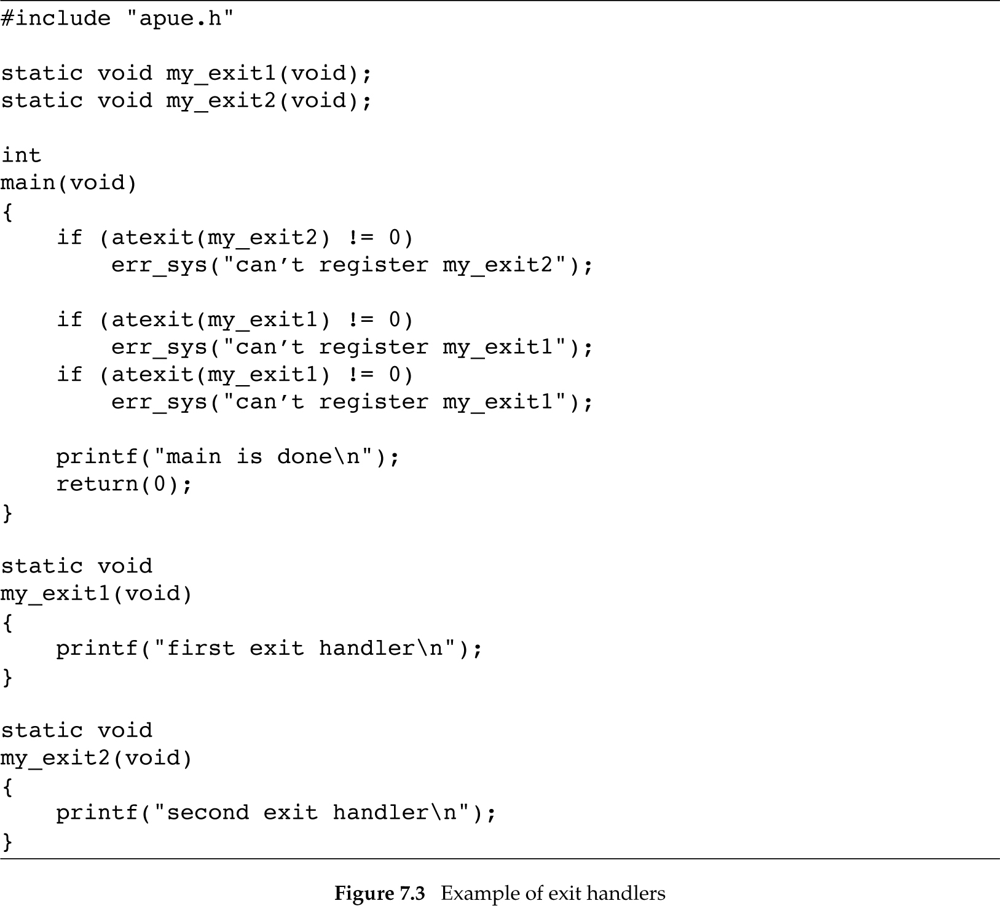 #include "apue.h"
static void my_exit1(void);
static void my_exit2(void);
int
main(void)
{
if (atexit(my_exit2) != 0)
err_sys("can’t register my_exit2");
if (atexit(my_exit1) != 0)
err_sys("can’t register my_exit1");
if (atexit(my_exit1) != 0)
err_sys("can’t register my_exit1");
printf("main is done\n");
return(0);
}
static void
my_exit1(void)
{
printf("first exit handler\n");
}
static void
my_exit2(void)
{
printf("second exit handler\n");
}
Figure 7.3 Example of exit handlers